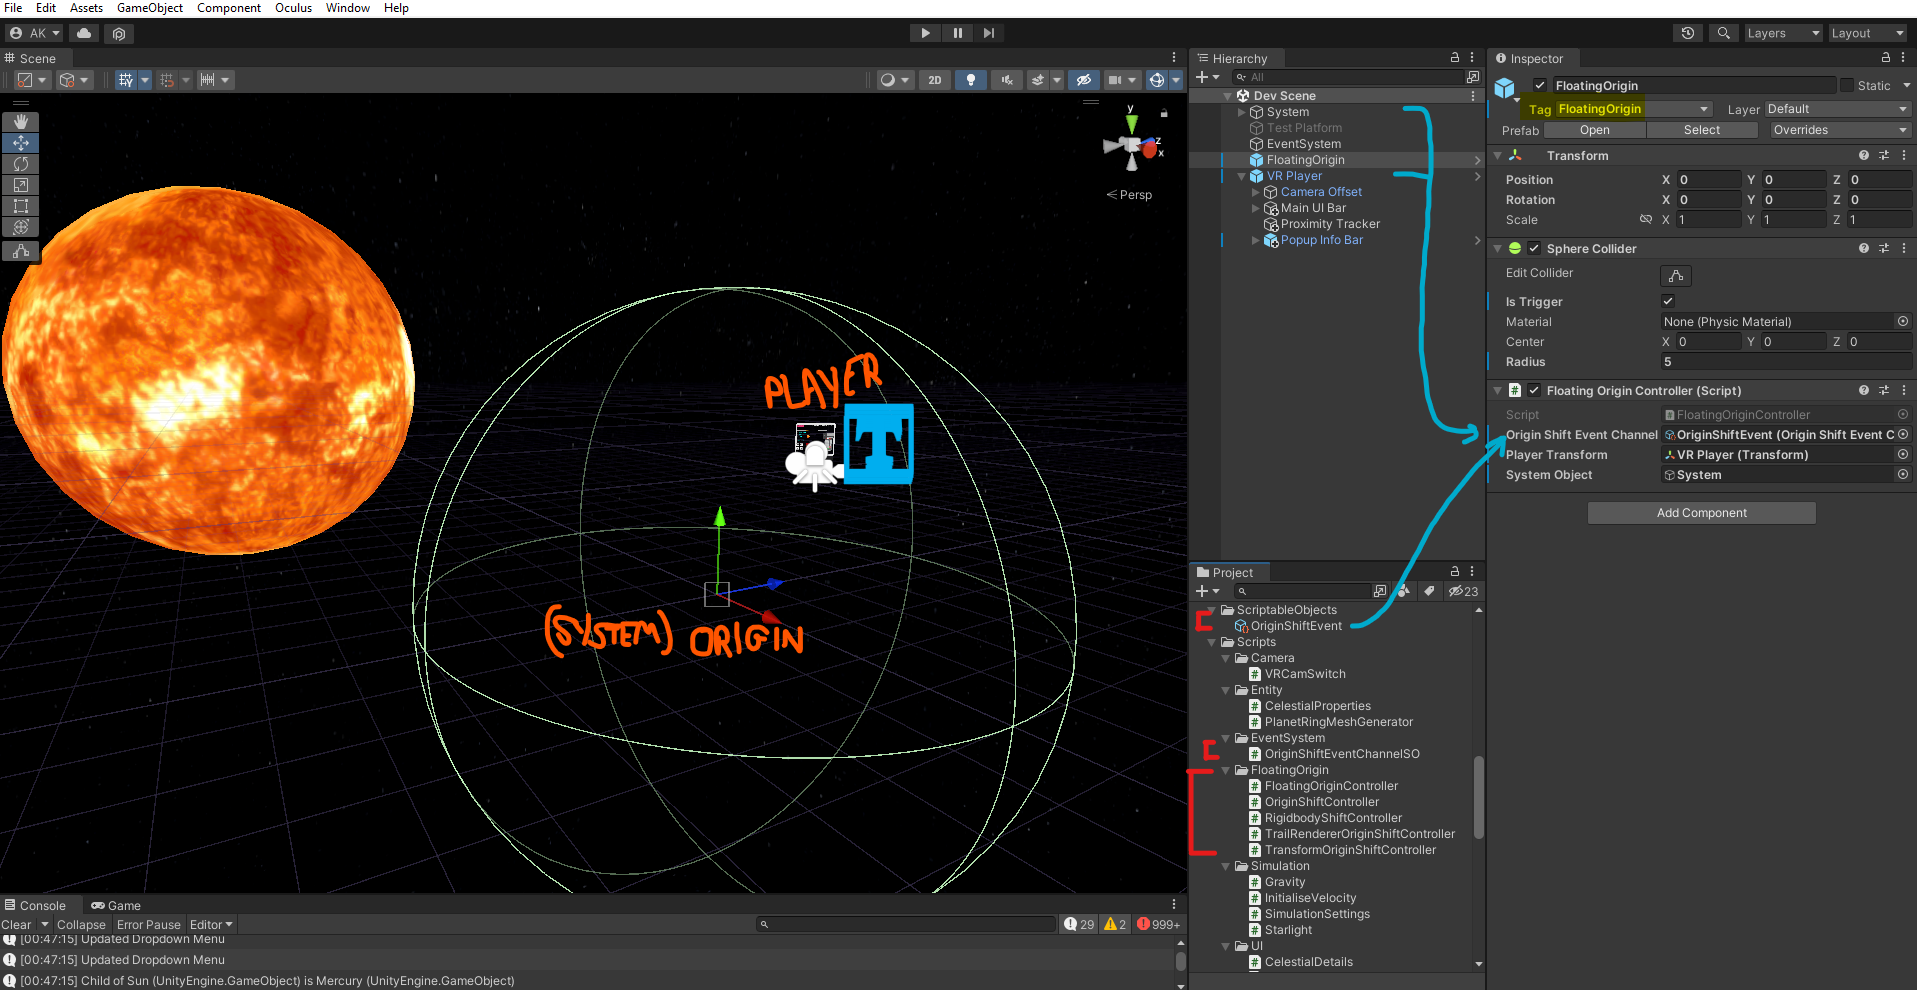 File Edit Assets GameObject Component Oculus Window Help
AK Layers Layout
Scene
2D
y
z
x
Persp
PLAYER
(SYSTEM) ORIGIN
Hierarchy
All
Dev Scene
System
Test Platform
EventSystem
FloatingOrigin
VR Player
Camera Offset
Main UI Bar
Proximity Tracker
Popup Info Bar
Inspector
FloatingOrigin Static
Tag FloatingOrigin Layer Default
Prefab Open Select Overrides
Transform
Position X 0 Y 0 Z 0
Rotation X 0 Y 0 Z 0
Scale X 1 Y 1 Z 1
Sphere Collider
Edit Collider
Is Trigger
Material None (Physic Material)
Center X 0 Y 0 Z 0
Radius 5
Floating Origin Controller (Script)
Script FloatingOriginController
Origin Shift Event Channel OriginShiftEvent (Origin Shift Event C
Player Transform VR Player (Transform)
System Object System
Add Component
Project
23
ScriptableObjects
OriginShiftEvent
Scripts
Camera
VRCamSwitch
Entity
CelestialProperties
PlanetRingMeshGenerator
EventSystem
OriginShiftEventChannelSO
FloatingOrigin
FloatingOriginController
OriginShiftController
RigidbodyShiftController
TrailRendererOriginShiftController
TransformOriginShiftController
Simulation
Gravity
InitialiseVelocity
SimulationSettings
Starlight
UI
CelestialDetails
Console Game
Clear Collapse Error Pause Editor 29 2 999+
[00:47:15] Updated Dropdown Menu
[00:47:15] Updated Dropdown Menu
[00:47:15] Child of Sun (UnityEngine.GameObject) is Mercury (UnityEngine.GameObject)